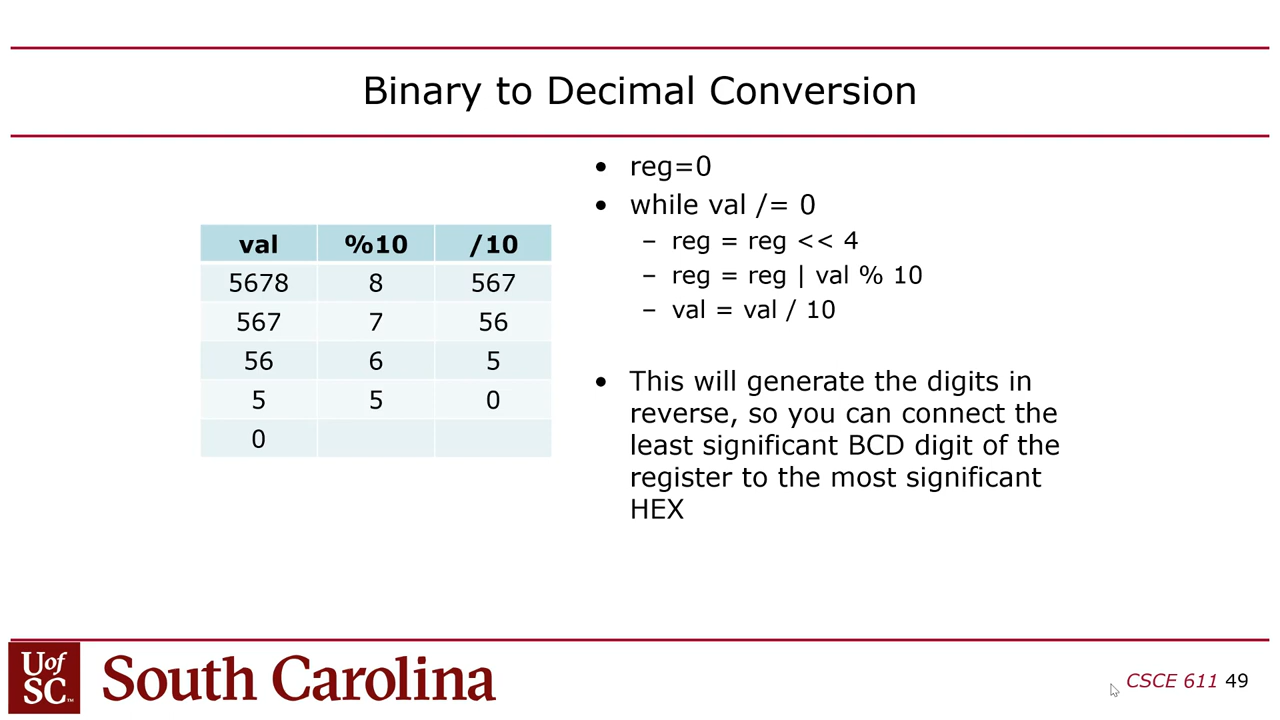 Binary to Decimal Conversion
val %10 /10
5678 8 567
567 7 56
56 6 5
5 5 0
0
• reg=0
• while val /= 0
– reg = reg << 4
– reg = reg | val % 10
– val = val / 10
• This will generate the digits in
reverse, so you can connect the
least significant BCD digit of the
register to the most significant
HEX
U of
SC™
South Carolina
CSCE 611 49